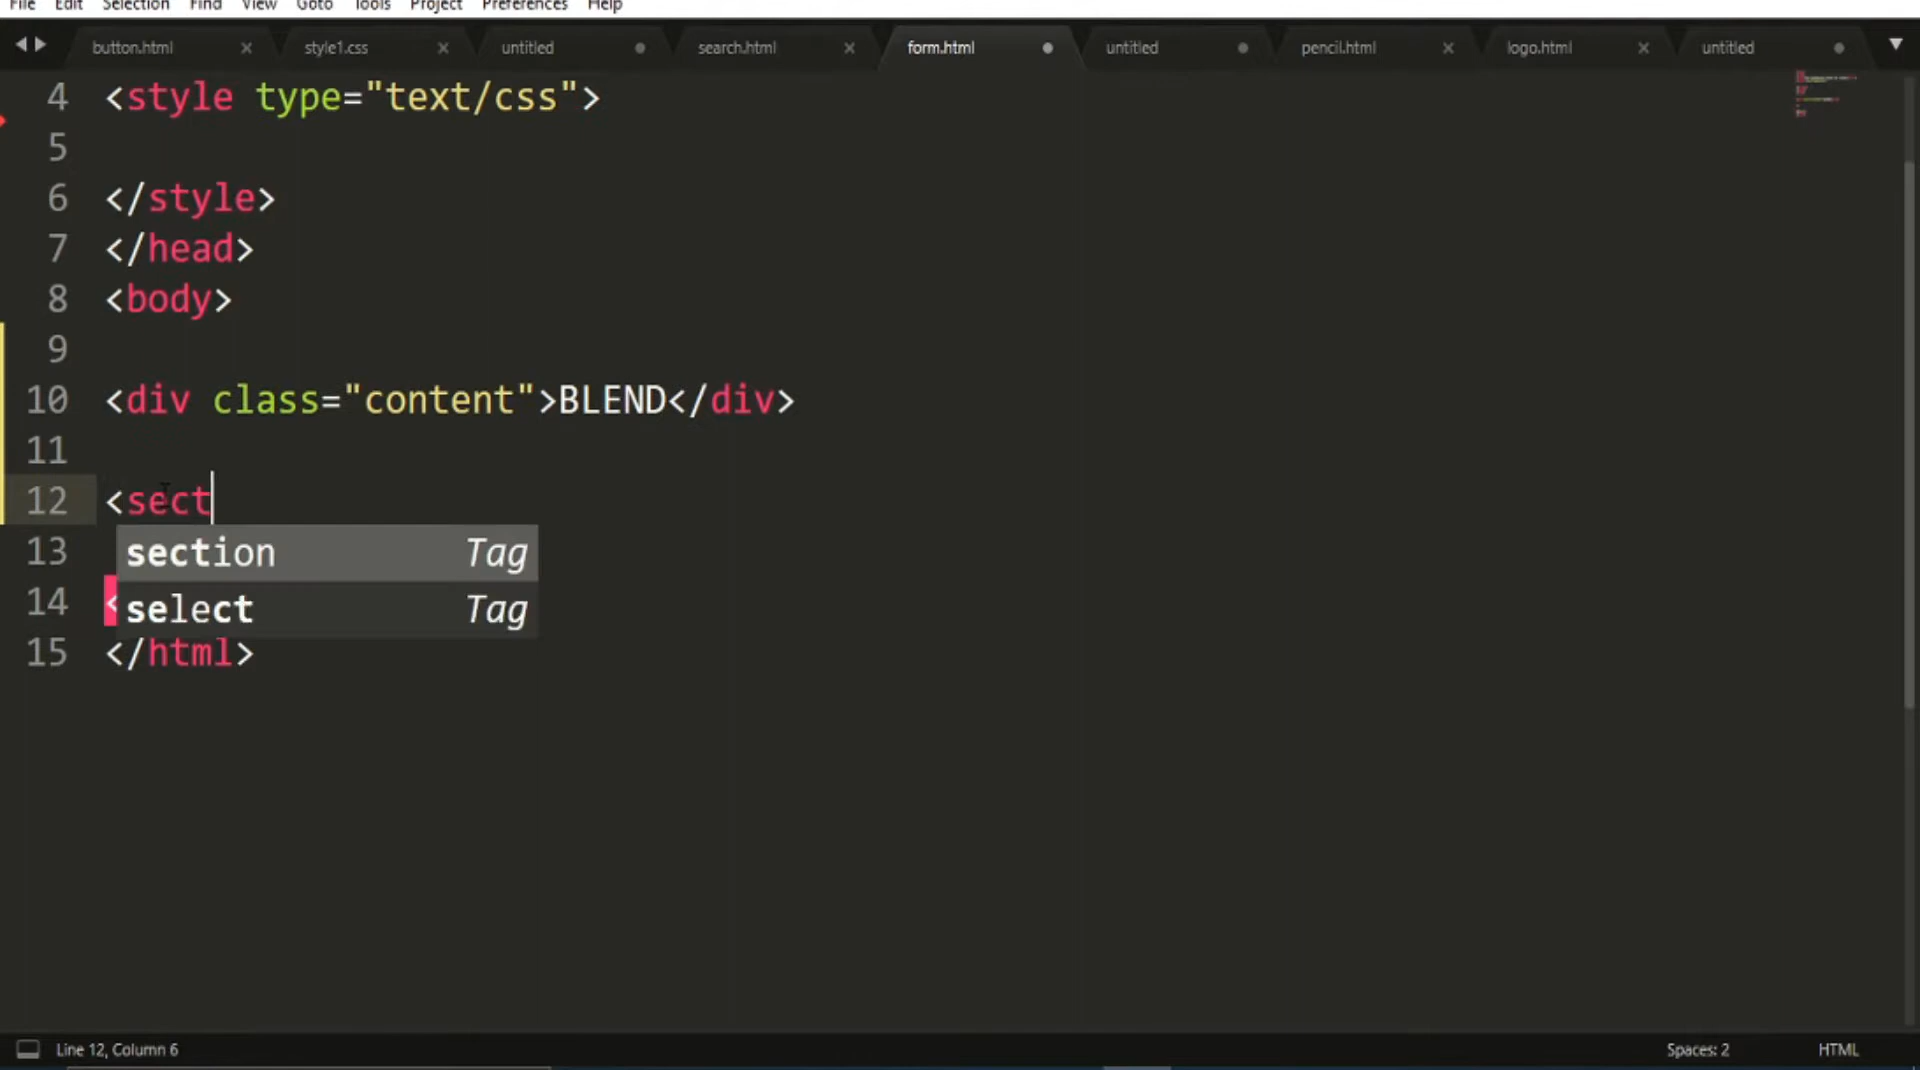 File Edit Selection Find View Goto Tools Project Preferences Help
button.html style1.css untitled search.html form.html untitled pencil.html logo.html untitled
4 <style type="text/css">
5
6 </style>
7 </head>
8 <body>
9
10 <div class="content">BLEND</div>
11
12 <sect
13 section Tag
14 < select Tag
15 </html>
Line 12, Column 6 Spaces: 2 HTML